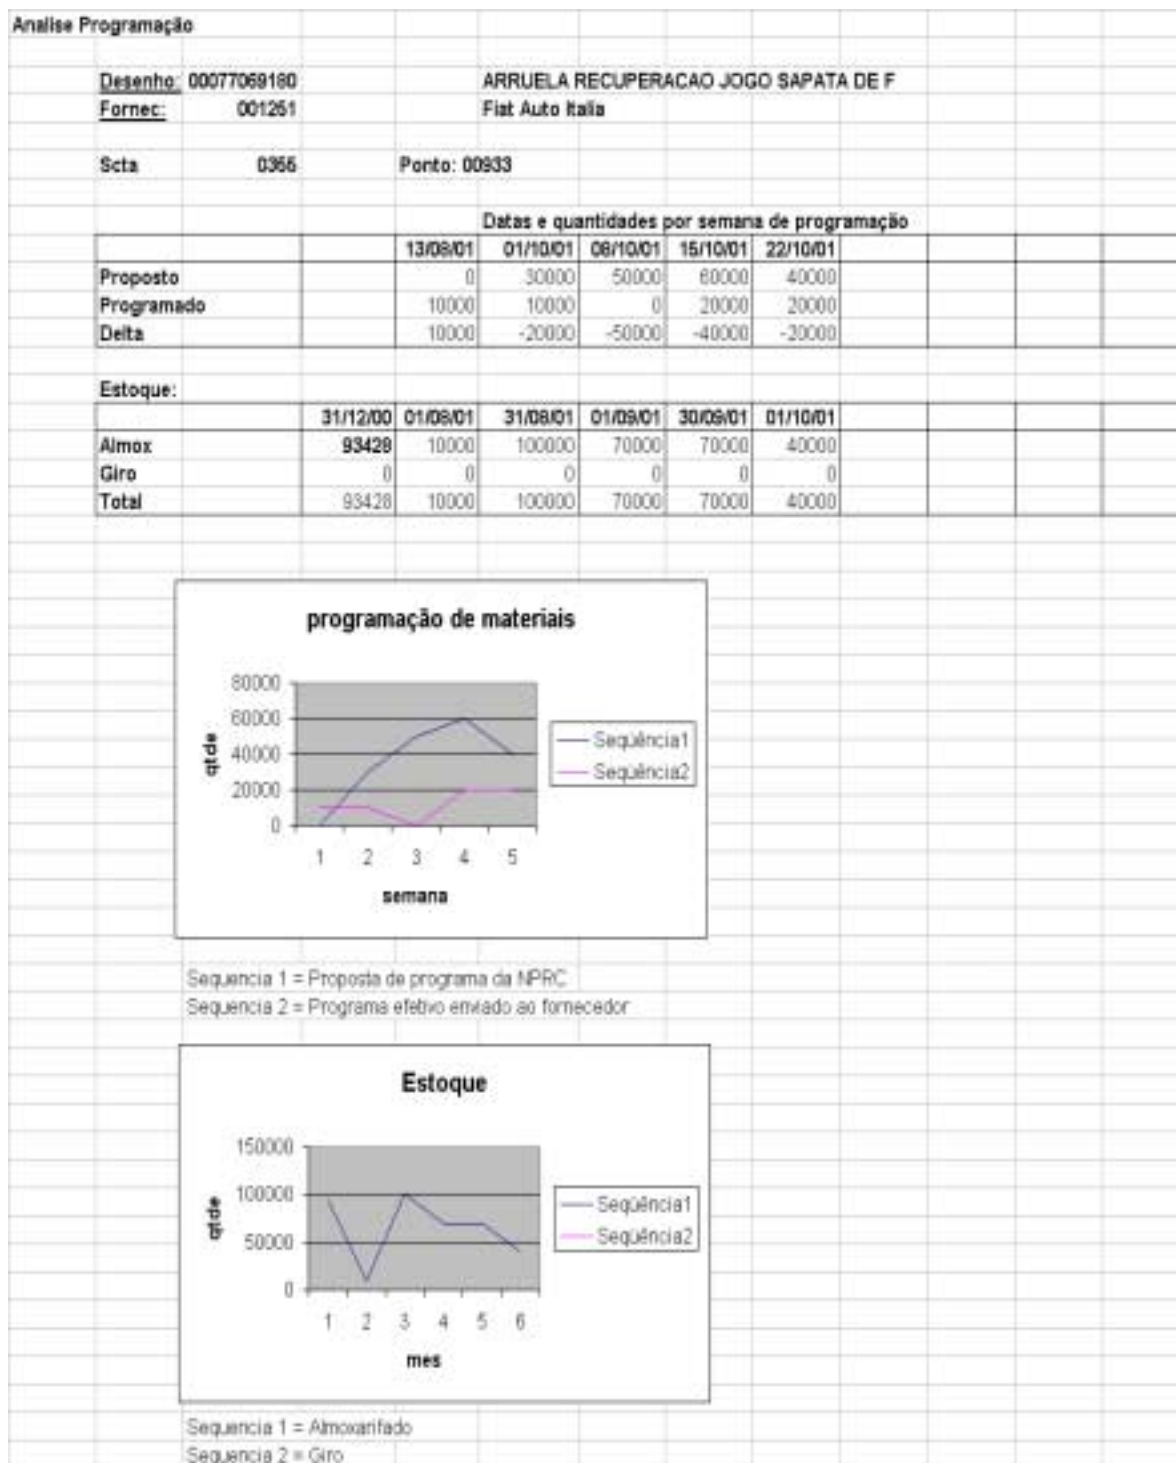 Analise Programação
Desenho: 00077069180 ARRUELA RECUPERACAO JOGO SAPATA DE F
Fornec: 001251 Fiat Auto Italia
Scta 0355 Ponto: 00933
Datas e quantidades por semana de programação
13/08/01 01/10/01 08/10/01 15/10/01 22/10/01
Proposto 0 30000 50000 60000 40000
Programado 10000 10000 0 20000 20000
Delta 10000 -20000 -50000 -40000 -20000
Estoque:
31/12/00 01/08/01 31/08/01 01/09/01 30/09/01 01/10/01
Almox 93428 10000 100000 70000 70000 40000
Giro 0 0 0 0 0 0
Total 93428 10000 100000 70000 70000 40000
programação de materiais
80000
60000
40000
20000
0
qtde
1 2 3 4 5
semana
Seqüência1
Seqüência2
Sequencia 1 = Proposta de programa da NPRC
Sequencia 2 = Programa efetivo enviado ao fornecedor
Estoque
150000
100000
50000
0
qtde
1 2 3 4 5 6
mes
Seqüência1
Seqüência2
Sequencia 1 = Almoxarifado
Sequencia 2 = Giro